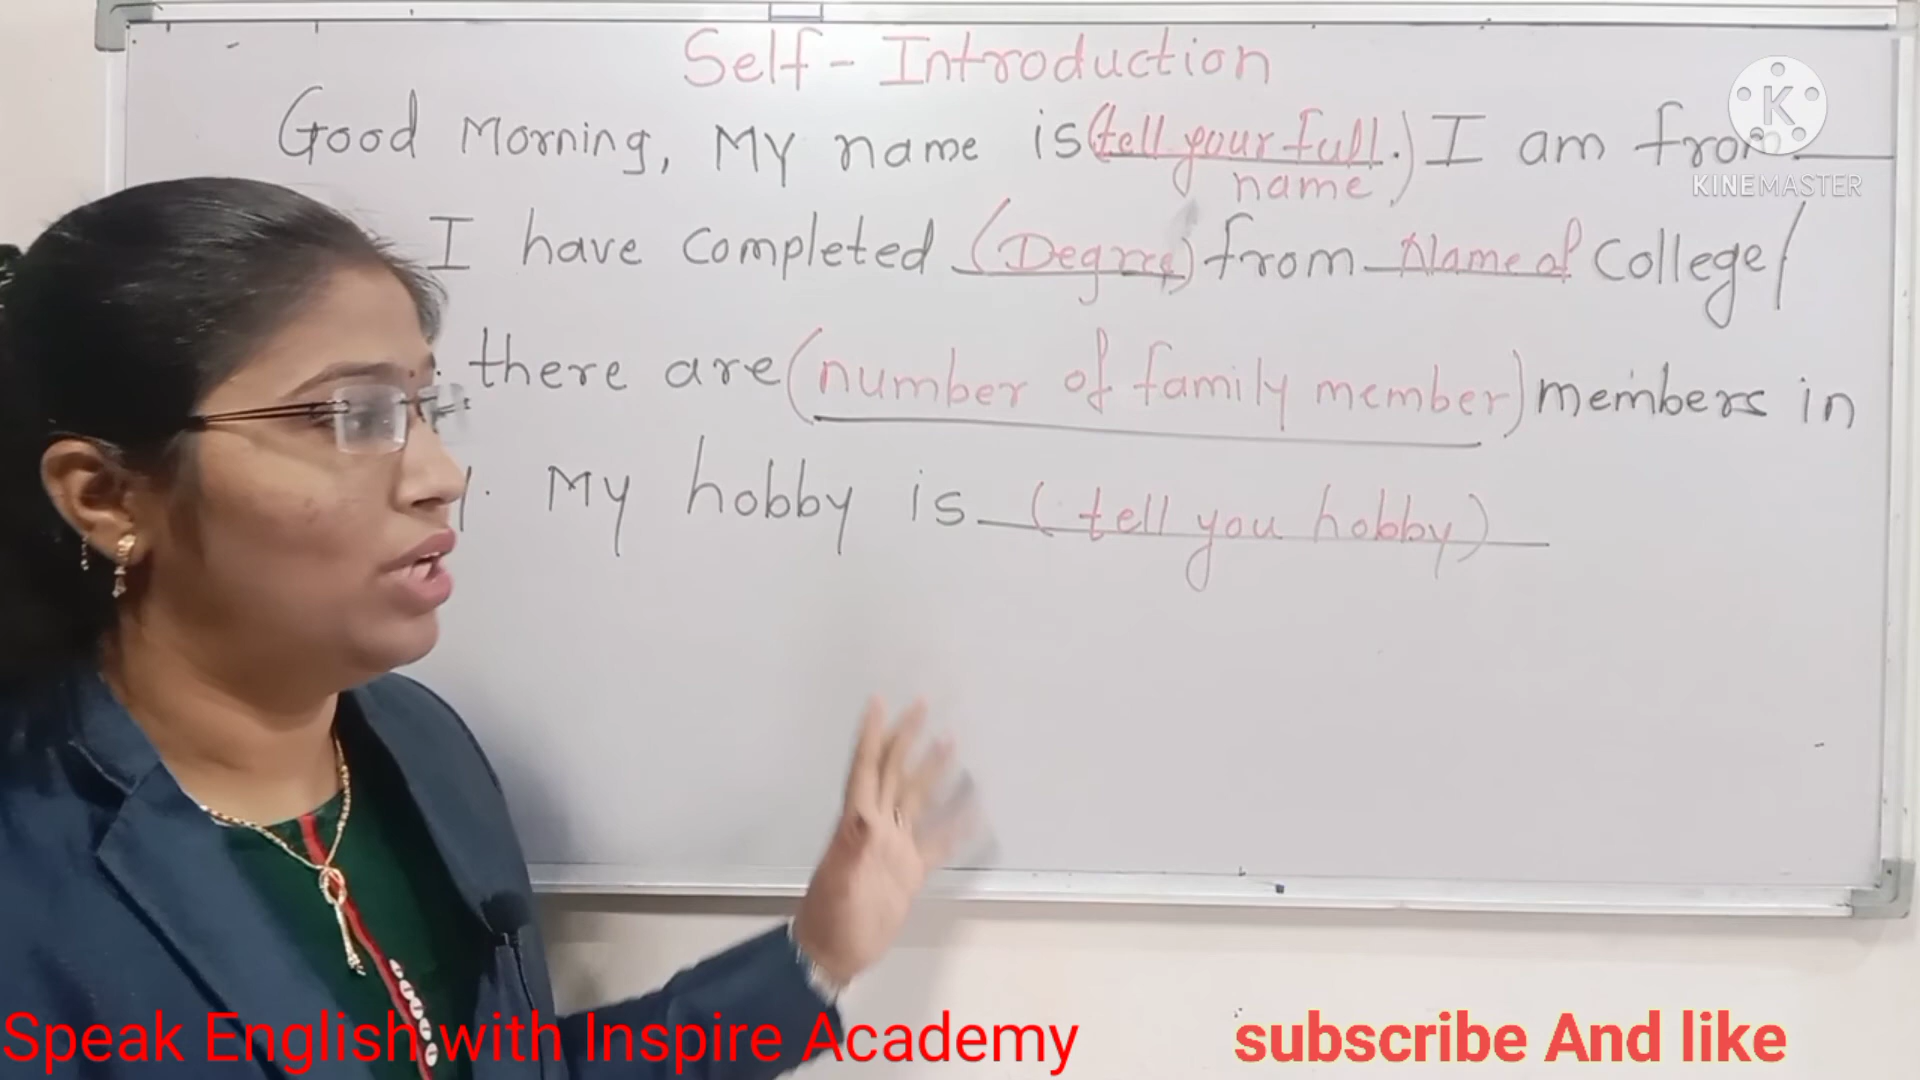 Self - Introduction
Good Morning, MY name is (tell your full.) I am from
name
KINEMASTER
I have completed (Degree) from Name of College/
there are (number of family member) members in
My hobby is (tell you hobby)
Speak English with Inspire Academy
subscribe And like